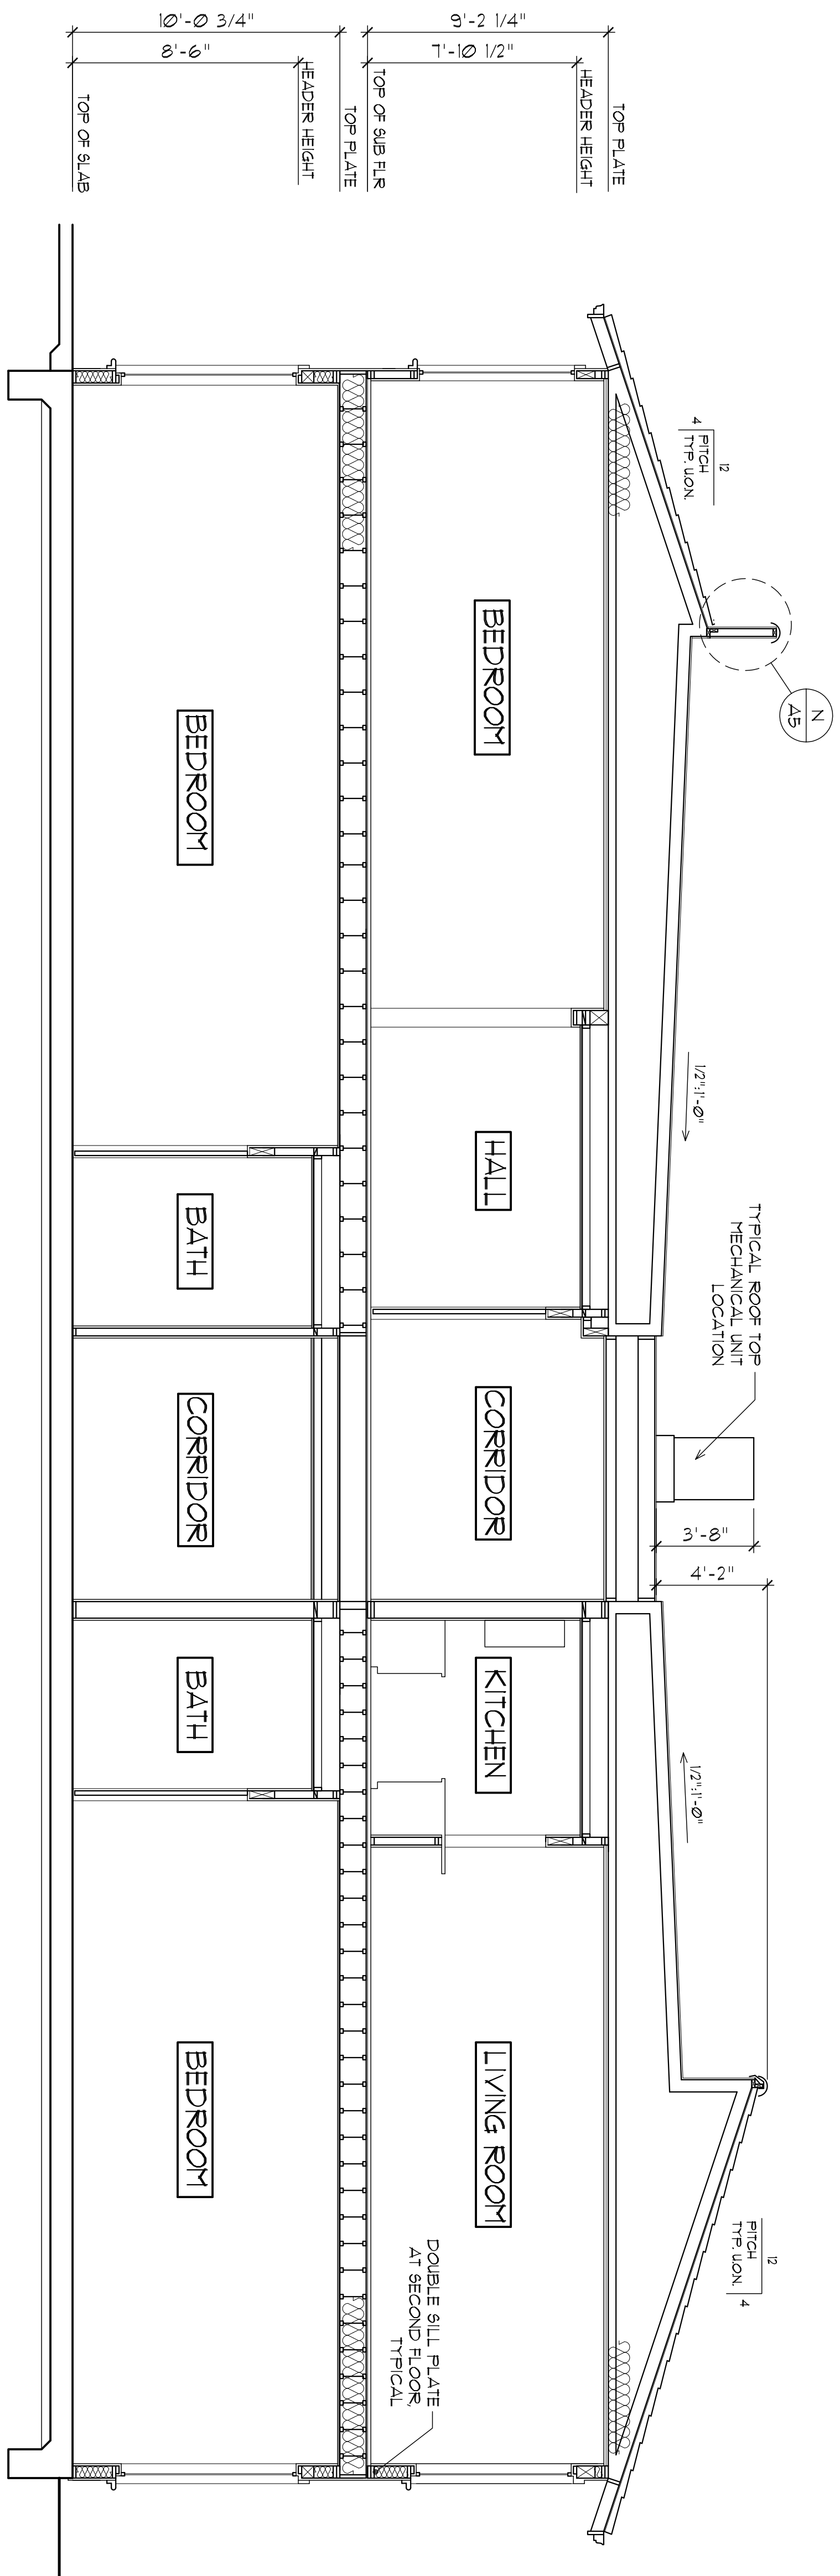 TOP PLATE
HEADER HEIGHT
9'-2 1/4"
7'-10 1/2"
TOP OF SUB FLR
TOP PLATE
HEADER HEIGHT
10'-0 3/4"
8'-6"
TOP OF SLAB
12
4
PITCH
TYP. U.O.N.
N
A5
1/2":1'-0"
TYPICAL ROOF TOP
MECHANICAL UNIT
LOCATION
3'-8"
4'-2"
1/2":1'-0"
12
4
PITCH
TYP. U.O.N.
BEDROOM
HALL
CORRIDOR
KITCHEN
LIVING ROOM
DOUBLE SILL PLATE
AT SECOND FLOOR,
TYPICAL
BEDROOM
BATH
CORRIDOR
BATH
BEDROOM